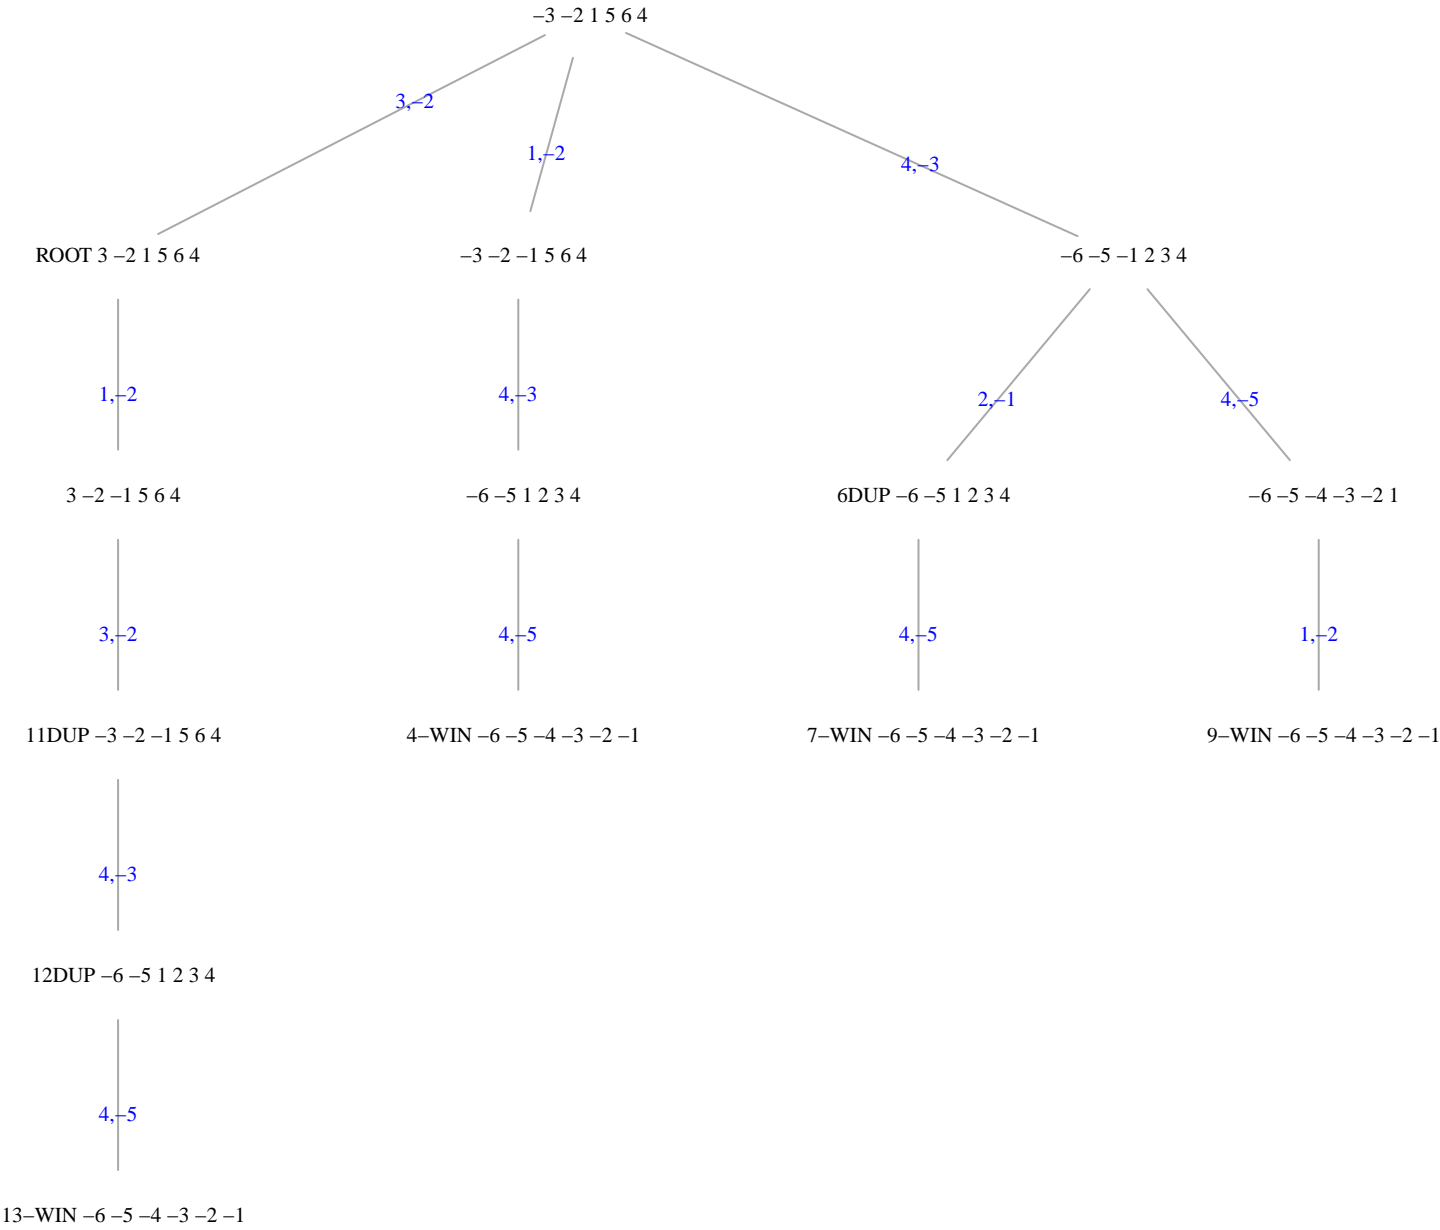 –3 –2 1 5 6 4
3,–2
1,–2
4,–3
ROOT 3 –2 1 5 6 4
–3 –2 –1 5 6 4
–6 –5 –1 2 3 4
1,–2
4,–3
2,–1
4,–5
3 –2 –1 5 6 4
–6 –5 1 2 3 4
6DUP –6 –5 1 2 3 4
–6 –5 –4 –3 –2 1
3,–2
4,–5
4,–5
1,–2
11DUP –3 –2 –1 5 6 4
4–WIN –6 –5 –4 –3 –2 –1
7–WIN –6 –5 –4 –3 –2 –1
9–WIN –6 –5 –4 –3 –2 –1
4,–3
12DUP –6 –5 1 2 3 4
4,–5
13–WIN –6 –5 –4 –3 –2 –1